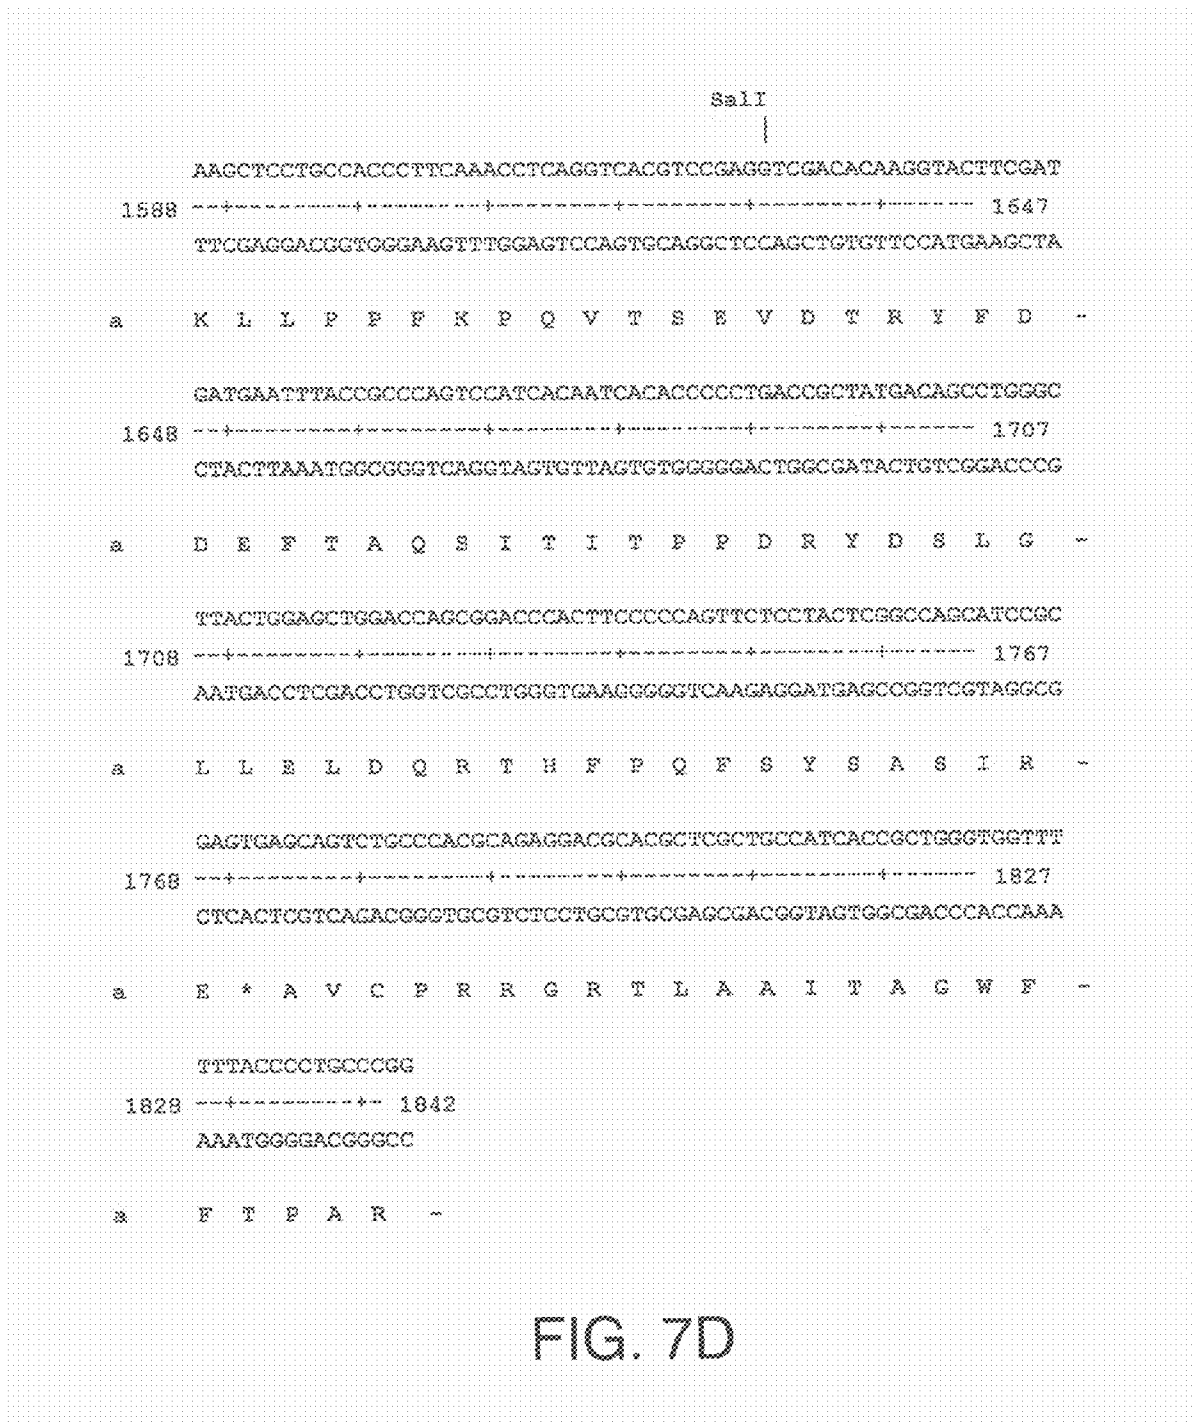 SalI
|
AAGCTCCTGCCACCCTTCAAACCTCAGGTCACGTCCGAGGTCGACACAAGGTACTTCGAT
1588 --+---------+---------+---------+---------+---------+------- 1647
TTCGAGGACGGTGGGAAGTTTGGAGTCCAGTGCAGGCTCCAGCTGTGTTCCATGAAGCTA
a K L L P P F K P Q V T S E V D T R Y F D -
GATGAATTTACCGCCCAGTCCATCACAATCACACCCCCTGACCGCTATGACAGCCTGGGC
1648 --+---------+---------+---------+---------+---------+------- 1707
CTACTTAAATGGCGGGTCAGGTAGTGTTAGTGTGGGGGACTGGCGATACTGTCGGACCCG
a D E F T A Q S I T I T P P D R Y D S L G -
TTACTGGAGCTGGACCAGCGGACCCACTTCCCCCAGTTCTCCTACTCGGCCAGCATCCGC
1708 --+---------+---------+---------+---------+---------+------- 1767
AATGACCTCGACCTGGTCGCCTGGGTGAAGGGGGTCAAGAGGATGAGCCGGTCGTAGGCG
a L L E L D Q R T H F P Q F S Y S A S I R -
GAGTGAGCAGTCTGCCCACGCAGAGGACGCACGCTCGCTGCCATCACCGCTGGGTGGTTT
1768 --+---------+---------+---------+---------+---------+------- 1827
CTCACTCGTCAGACGGGTGCGTCTCCTGCGTGCGAGCGACGGTAGTGGCGACCCACCAAA
a E * A V C P R R G R T L A A I T A G W F -
TTTACCCCTGCCCGG
1828 --+---------+-- 1842
AAATGGGGACGGGCC
a F T P A R -
FIG. 7D